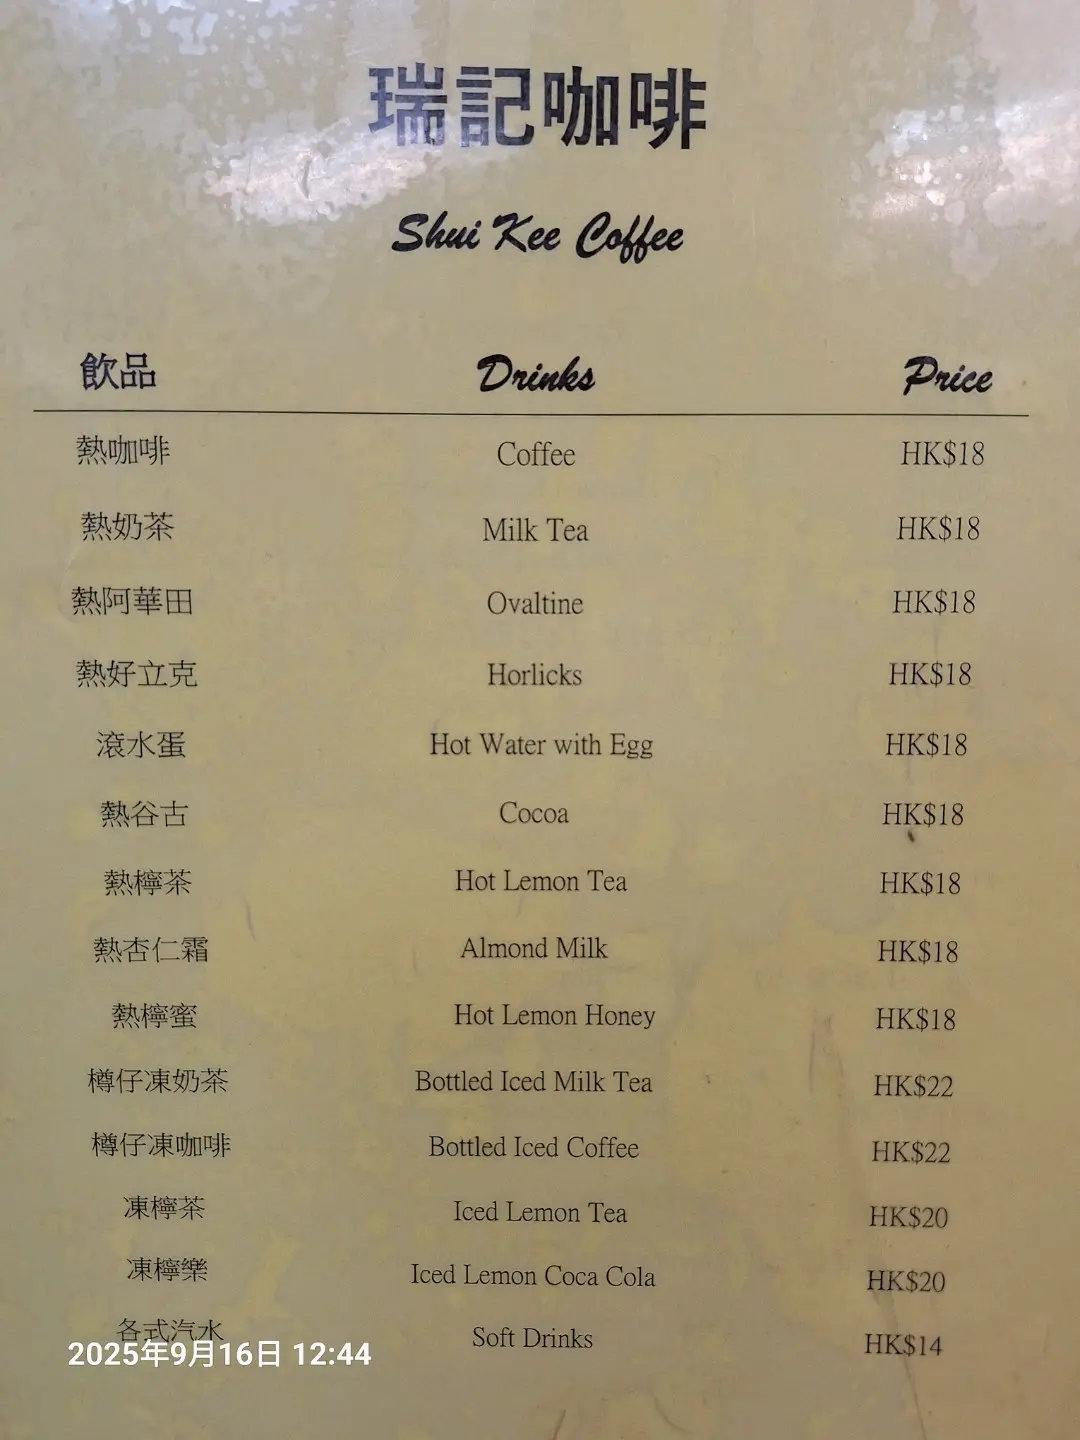 瑞記咖啡
Shui Kee Coffee
飲品 Drinks Price
熱咖啡 Coffee HK$18
熱奶茶 Milk Tea HK$18
熱阿華田 Ovaltine HK$18
熱好立克 Horlicks HK$18
滾水蛋 Hot Water with Egg HK$18
熱谷古 Cocoa HK$18
熱檸茶 Hot Lemon Tea HK$18
熱杏仁霜 Almond Milk HK$18
熱檸蜜 Hot Lemon Honey HK$18
樽仔凍奶茶 Bottled Iced Milk Tea HK$22
樽仔凍咖啡 Bottled Iced Coffee HK$22
凍檸茶 Iced Lemon Tea HK$20
凍檸樂 Iced Lemon Coca Cola HK$20
各式汽水 Soft Drinks HK$14
2025年9月16日 12:44